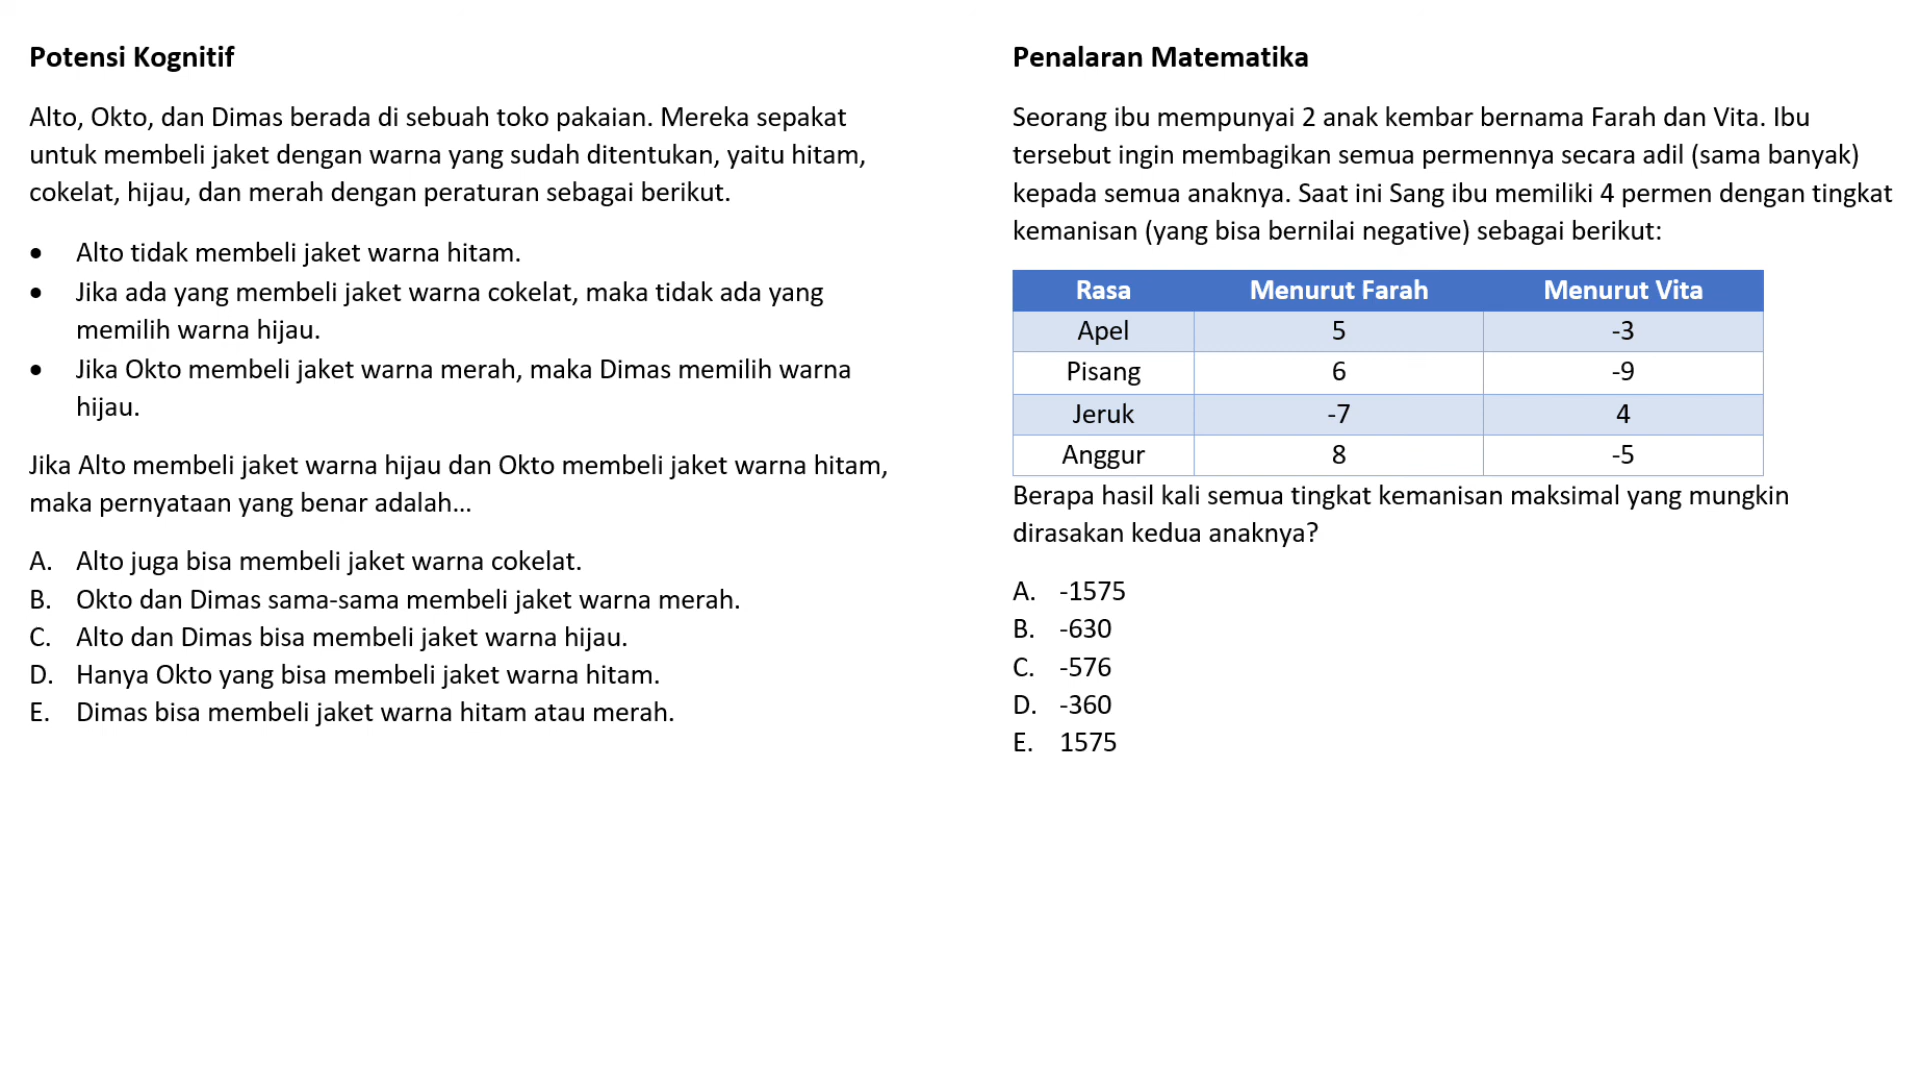 Potensi Kognitif
Alto, Okto, dan Dimas berada di sebuah toko pakaian. Mereka sepakat
untuk membeli jaket dengan warna yang sudah ditentukan, yaitu hitam,
cokelat, hijau, dan merah dengan peraturan sebagai berikut.
• Alto tidak membeli jaket warna hitam.
• Jika ada yang membeli jaket warna cokelat, maka tidak ada yang
memilih warna hijau.
• Jika Okto membeli jaket warna merah, maka Dimas memilih warna
hijau.
Jika Alto membeli jaket warna hijau dan Okto membeli jaket warna hitam,
maka pernyataan yang benar adalah...
A. Alto juga bisa membeli jaket warna cokelat.
B. Okto dan Dimas sama-sama membeli jaket warna merah.
C. Alto dan Dimas bisa membeli jaket warna hijau.
D. Hanya Okto yang bisa membeli jaket warna hitam.
E. Dimas bisa membeli jaket warna hitam atau merah.
Penalaran Matematika
Seorang ibu mempunyai 2 anak kembar bernama Farah dan Vita. Ibu
tersebut ingin membagikan semua permennya secara adil (sama banyak)
kepada semua anaknya. Saat ini Sang ibu memiliki 4 permen dengan tingkat
kemanisan (yang bisa bernilai negative) sebagai berikut:
Rasa Menurut Farah Menurut Vita
Apel 5 -3
Pisang 6 -9
Jeruk -7 4
Anggur 8 -5
Berapa hasil kali semua tingkat kemanisan maksimal yang mungkin
dirasakan kedua anaknya?
A. -1575
B. -630
C. -576
D. -360
E. 1575